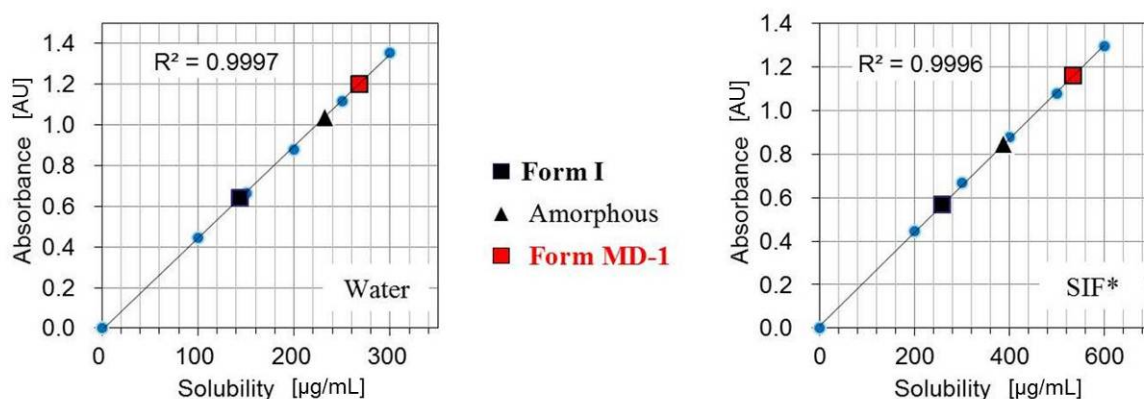 R² = 0.9997
Absorbance [AU]
1.4
1.2
1.0
0.8
0.6
0.4
0.2
0.0
Water
0 100 200 300
Solubility [µg/mL]
Form I
Amorphous
Form MD-1
R² = 0.9996
Absorbance [AU]
1.4
1.2
1.0
0.8
0.6
0.4
0.2
0.0
SIF*
0 200 400 600
Solubility [µg/mL]